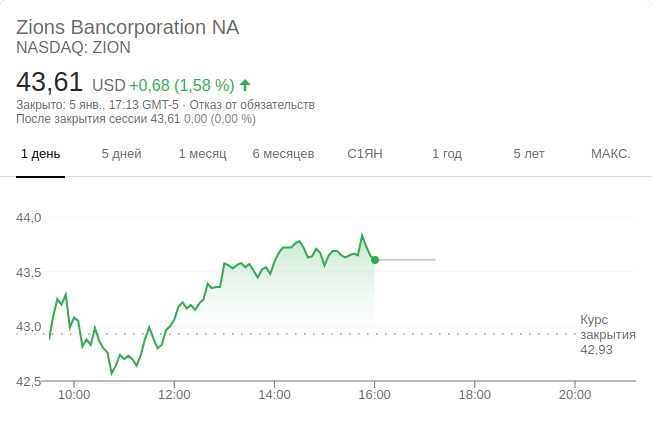 Zions Bancorporation NA
NASDAQ: ZION
43,61 USD +0,68 (1,58 %)
Закрыто: 5 янв., 17:13 GMT-5 · Отказ от обязательств
После закрытия сессии 43,61 0,00 (0,00 %)
1 день 5 дней 1 месяц 6 месяцев С1ЯН 1 год 5 лет МАКС.
44,0
43,5
43,0
Курс
закрытия
42,93
42,5
10:00 12:00 14:00 16:00 18:00 20:00